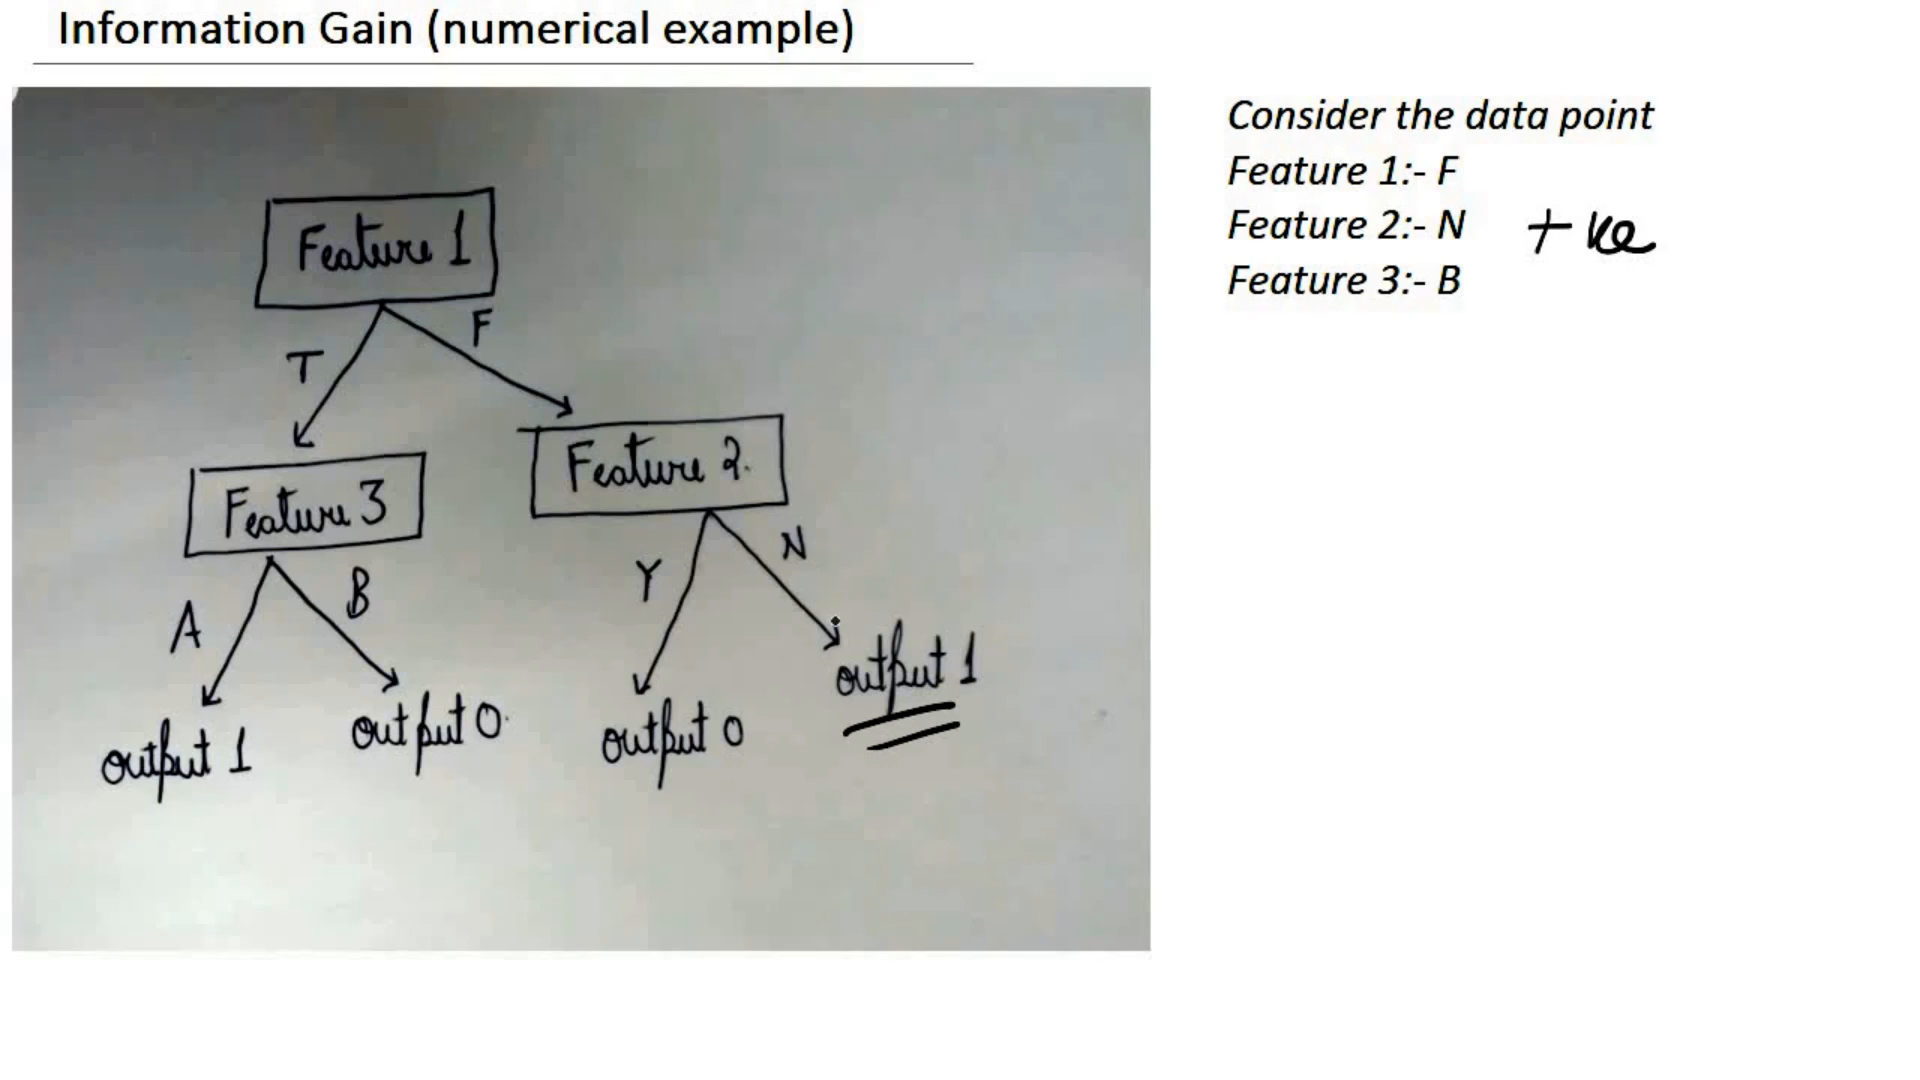 Information Gain (numerical example)
Consider the data point
Feature 1:- F
Feature 2:- N
+ve
Feature 3:- B
Feature 1
T
F
Feature 3
Feature 2.
A
B
Y
N
output 1
output 0.
output 0
output 1